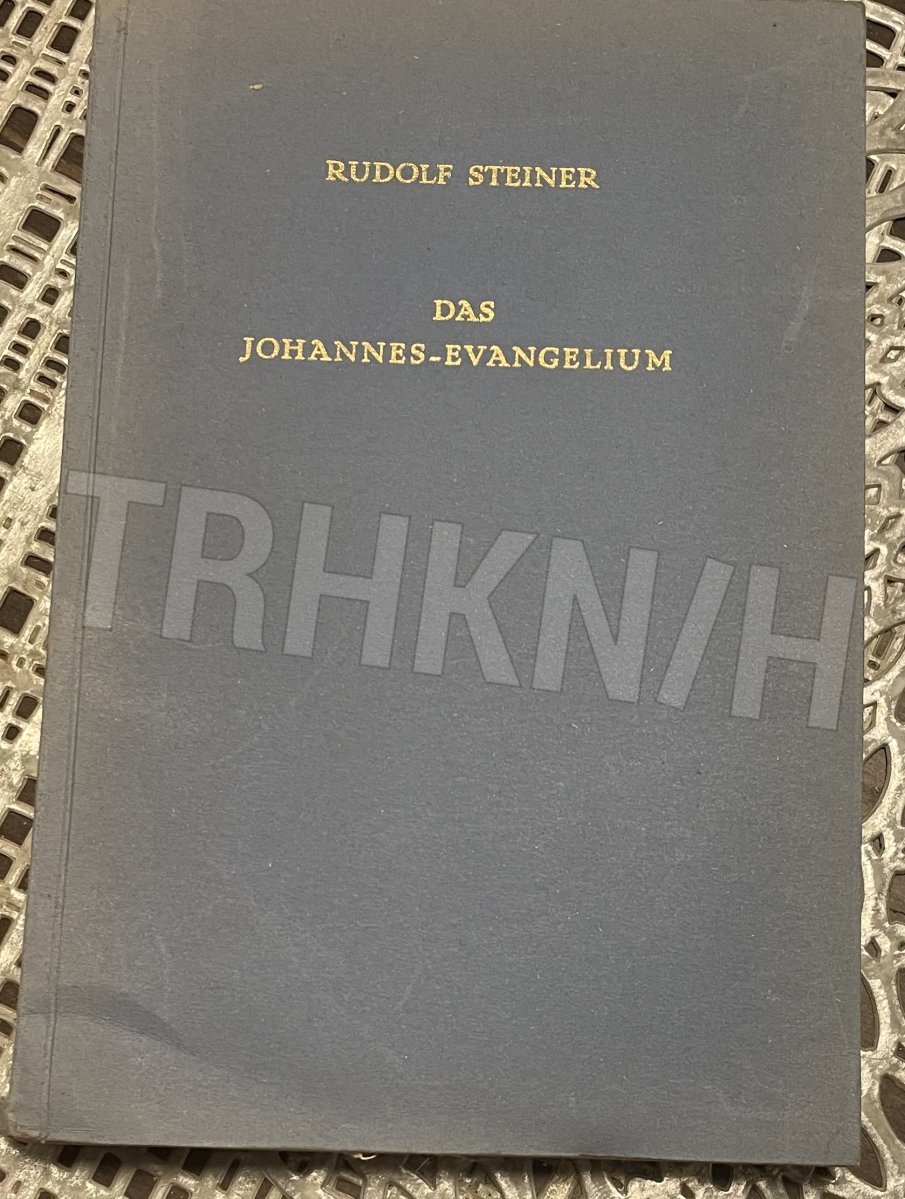 RUDOLF STEINER
DAS
JOHANNES-EVANGELIUM
TRHKN/H